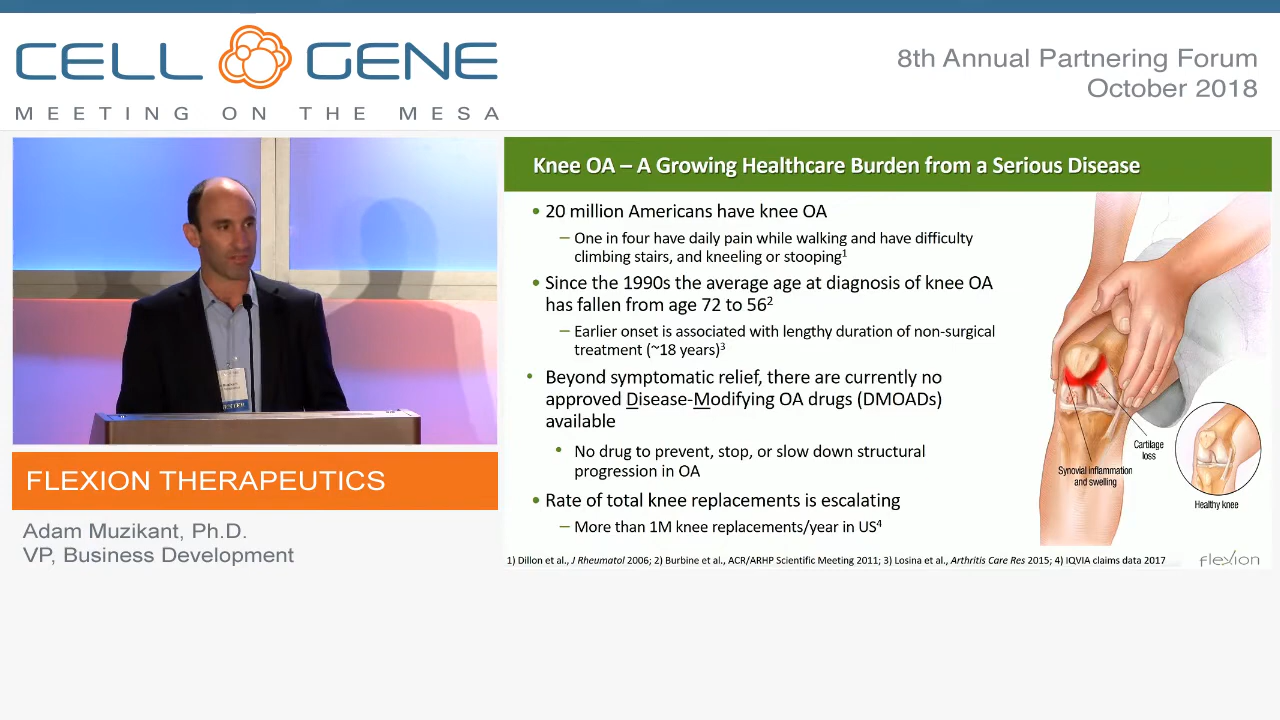 CELL GENE
MEETING ON THE MESA
8th Annual Partnering Forum
October 2018
Knee OA – A Growing Healthcare Burden from a Serious Disease
• 20 million Americans have knee OA
– One in four have daily pain while walking and have difficulty
climbing stairs, and kneeling or stooping¹
• Since the 1990s the average age at diagnosis of knee OA
has fallen from age 72 to 56²
– Earlier onset is associated with lengthy duration of non-surgical
treatment (~18 years)³
• Beyond symptomatic relief, there are currently no
approved Disease-Modifying OA drugs (DMOADs)
available
• No drug to prevent, stop, or slow down structural
progression in OA
• Rate of total knee replacements is escalating
– More than 1M knee replacements/year in US⁴
Cartilage
loss
Synovial inflammation
and swelling
Healthy knee
1) Dillon et al., J Rheumatol 2006; 2) Burbine et al., ACR/ARHP Scientific Meeting 2011; 3) Losina et al., Arthritis Care Res 2015; 4) IQVIA claims data 2017
flexion
FLEXION THERAPEUTICS
Adam Muzikant, Ph.D.
VP, Business Development